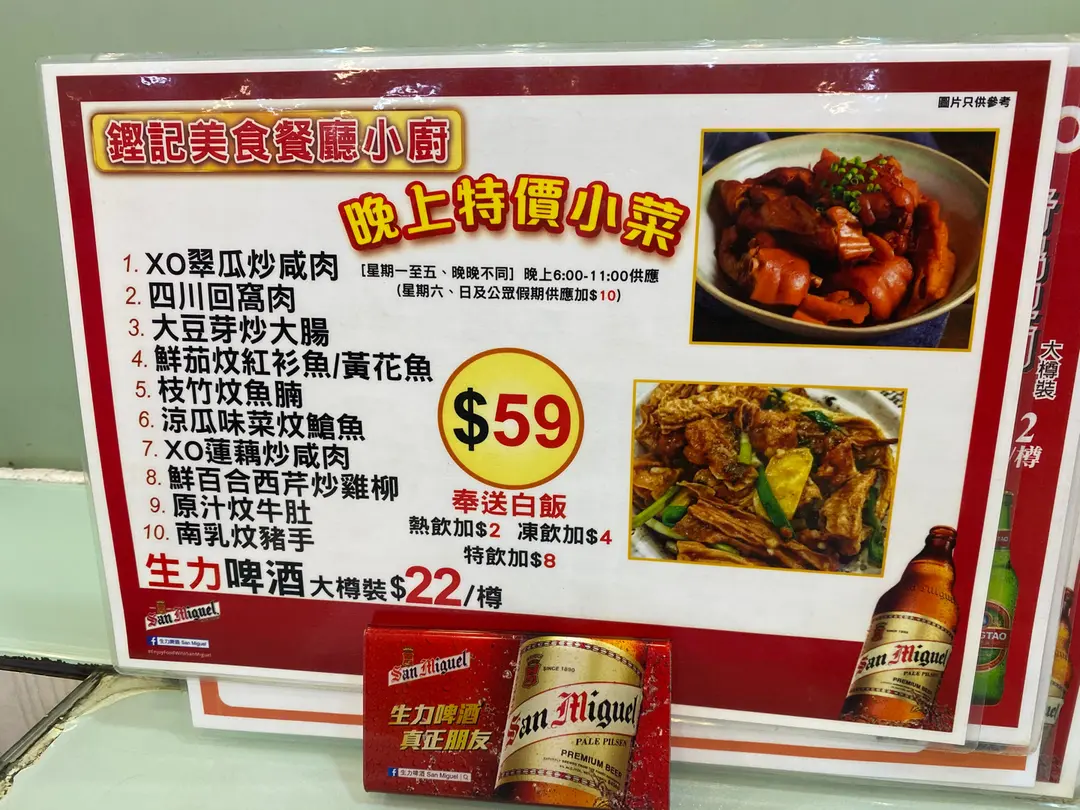 圖片只供參考
鏗記美食餐廳小廚
晚上特價小菜
[星期一至五、晚晚不同] 晚上6:00-11:00供應
(星期六、日及公眾假期供應加$10)
1. XO翠瓜炒咸肉
2. 四川回窩肉
3. 大豆芽炒大腸
4. 鮮茄炆紅衫魚/黃花魚
5. 枝竹炆魚腩
6. 涼瓜味菜炆鱠魚
7. XO蓮藕炒咸肉
8. 鮮百合西芹炒雞柳
9. 原汁炆牛肚
10. 南乳炆豬手
$59
奉送白飯
熱飲加$2 凍飲加$4
特飲加$8
生力啤酒 大樽裝 $22/樽
San Miguel
生力啤酒 San Miguel
#EnjoyFoodWithSanMiguel
San Miguel
PALE PILSEN
PREMIUM BEER
大樽裝
2
/樽
San Miguel
生力啤酒
真正朋友
生力啤酒 San Miguel
SINCE 1890
San Miguel
PALE PILSEN
PREMIUM BEER